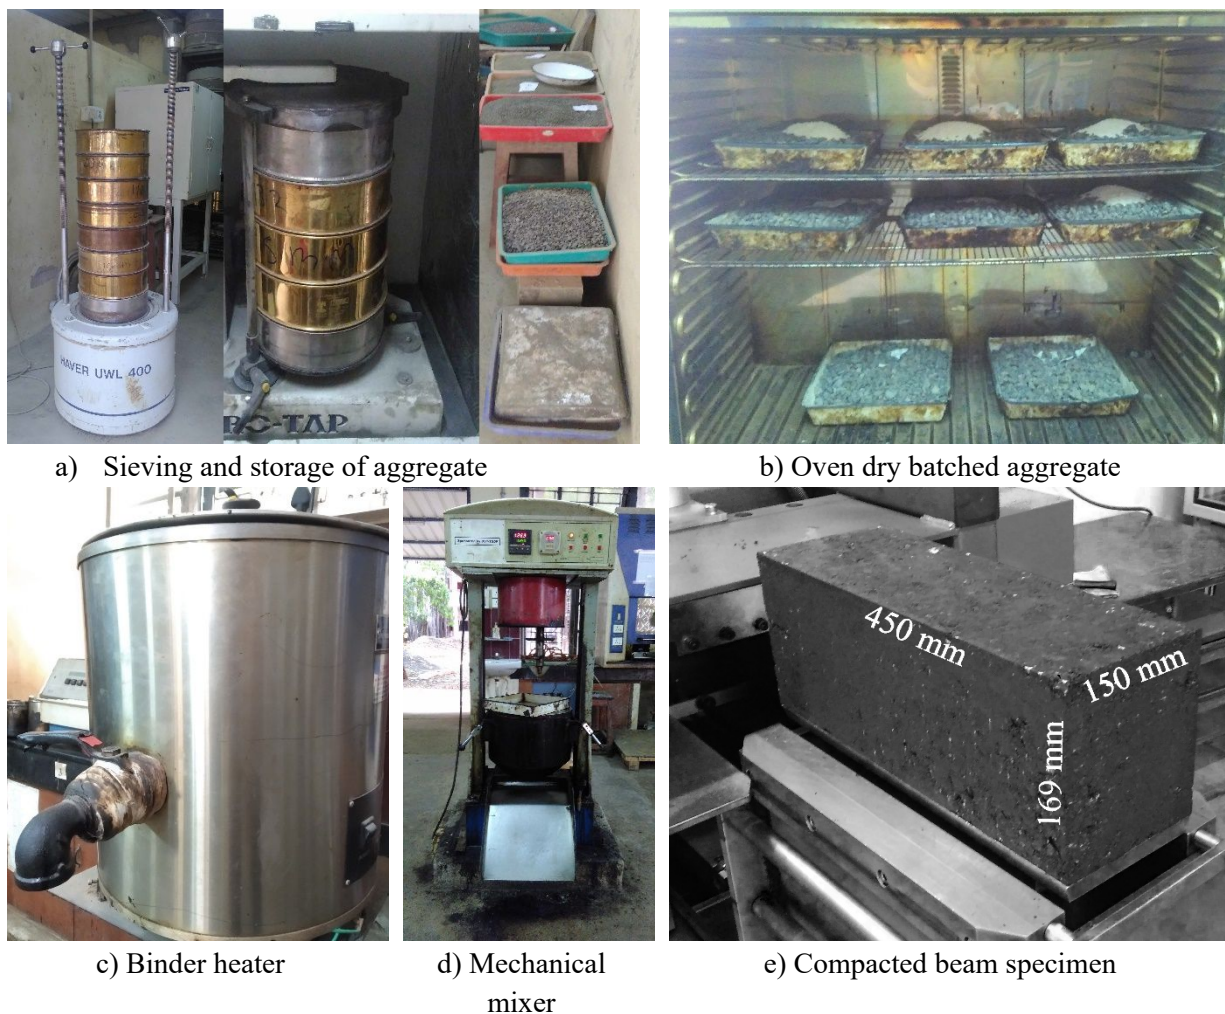 HAVER UWL 400
RO-TAP
a) Sieving and storage of aggregate
b) Oven dry batched aggregate
450 mm
150 mm
169 mm
c) Binder heater
d) Mechanical
mixer
e) Compacted beam specimen